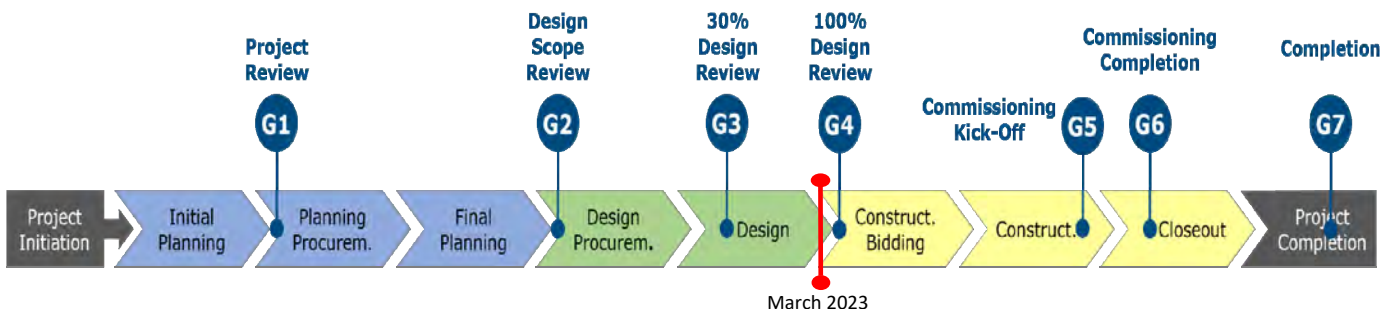 Project
Review
Design
Scope
Review
30%
Design
Review
100%
Design
Review
Commissioning
Kick-Off
Commissioning
Completion
Completion
G1
G2
G3
G4
G5
G6
G7
Project
Initiation
Initial
Planning
Planning
Procurem.
Final
Planning
Design
Procurem.
Design
Construct.
Bidding
Construct.
Closeout
Project
Completion
March 2023